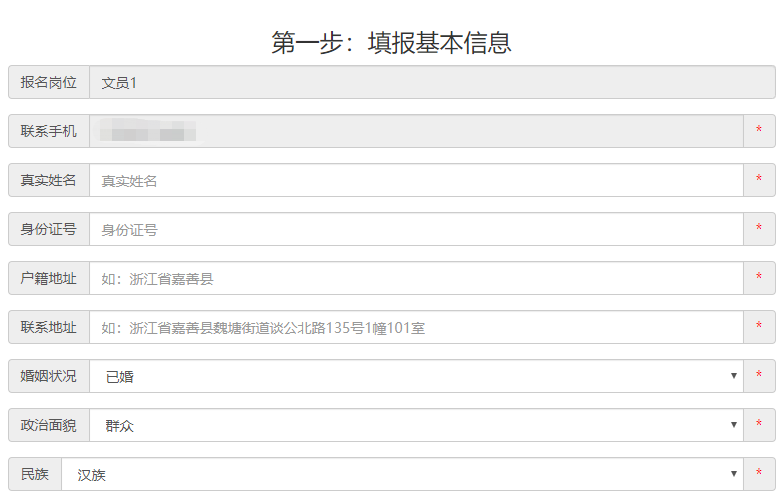 第一步：填报基本信息
报名岗位 文员1
联系手机 *
真实姓名 真实姓名 *
身份证号 身份证号 *
户籍地址 如：浙江省嘉善县 *
联系地址 如：浙江省嘉善县魏塘街道谈公北路135号1幢101室 *
婚姻状况 已婚 *
政治面貌 群众 *
民族 汉族 *